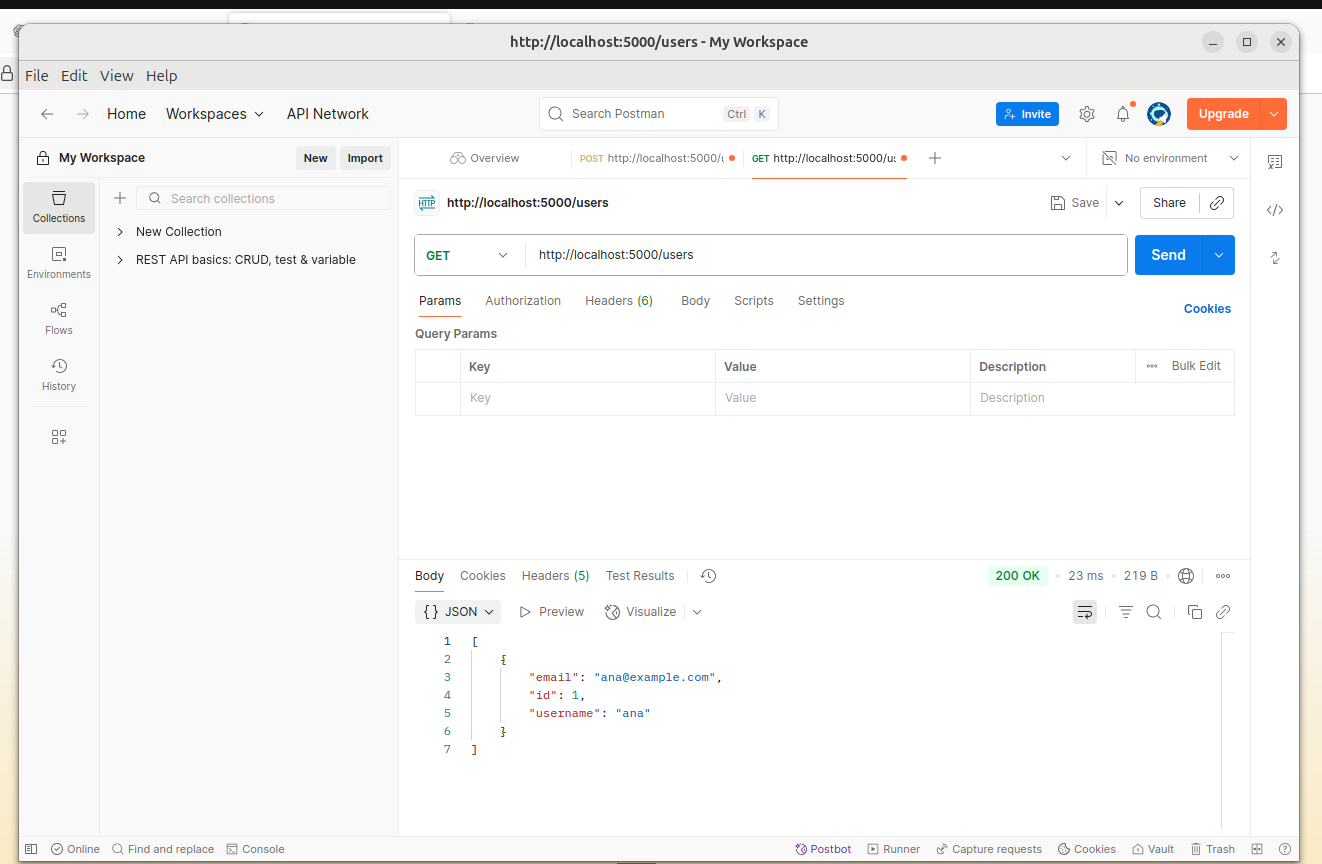 http://localhost:5000/users - My Workspace
File Edit View Help
Home Workspaces API Network Search Postman Ctrl K Invite Upgrade
My Workspace New Import
Overview POST http://localhost:5000/u GET http://localhost:5000/us No environment
Collections
Search collections
New Collection
REST API basics: CRUD, test & variable
Environments
Flows
History
HTTP http://localhost:5000/users Save Share
GET http://localhost:5000/users Send
Params Authorization Headers (6) Body Scripts Settings Cookies
Query Params
Key Value Description Bulk Edit
Key Value Description
Body Cookies Headers (5) Test Results 200 OK 23 ms 219 B
{} JSON Preview Visualize
1 [
2 {
3 "email": "ana@example.com",
4 "id": 1,
5 "username": "ana"
6 }
7 ]
Online Find and replace Console Postbot Runner Capture requests Cookies Vault Trash